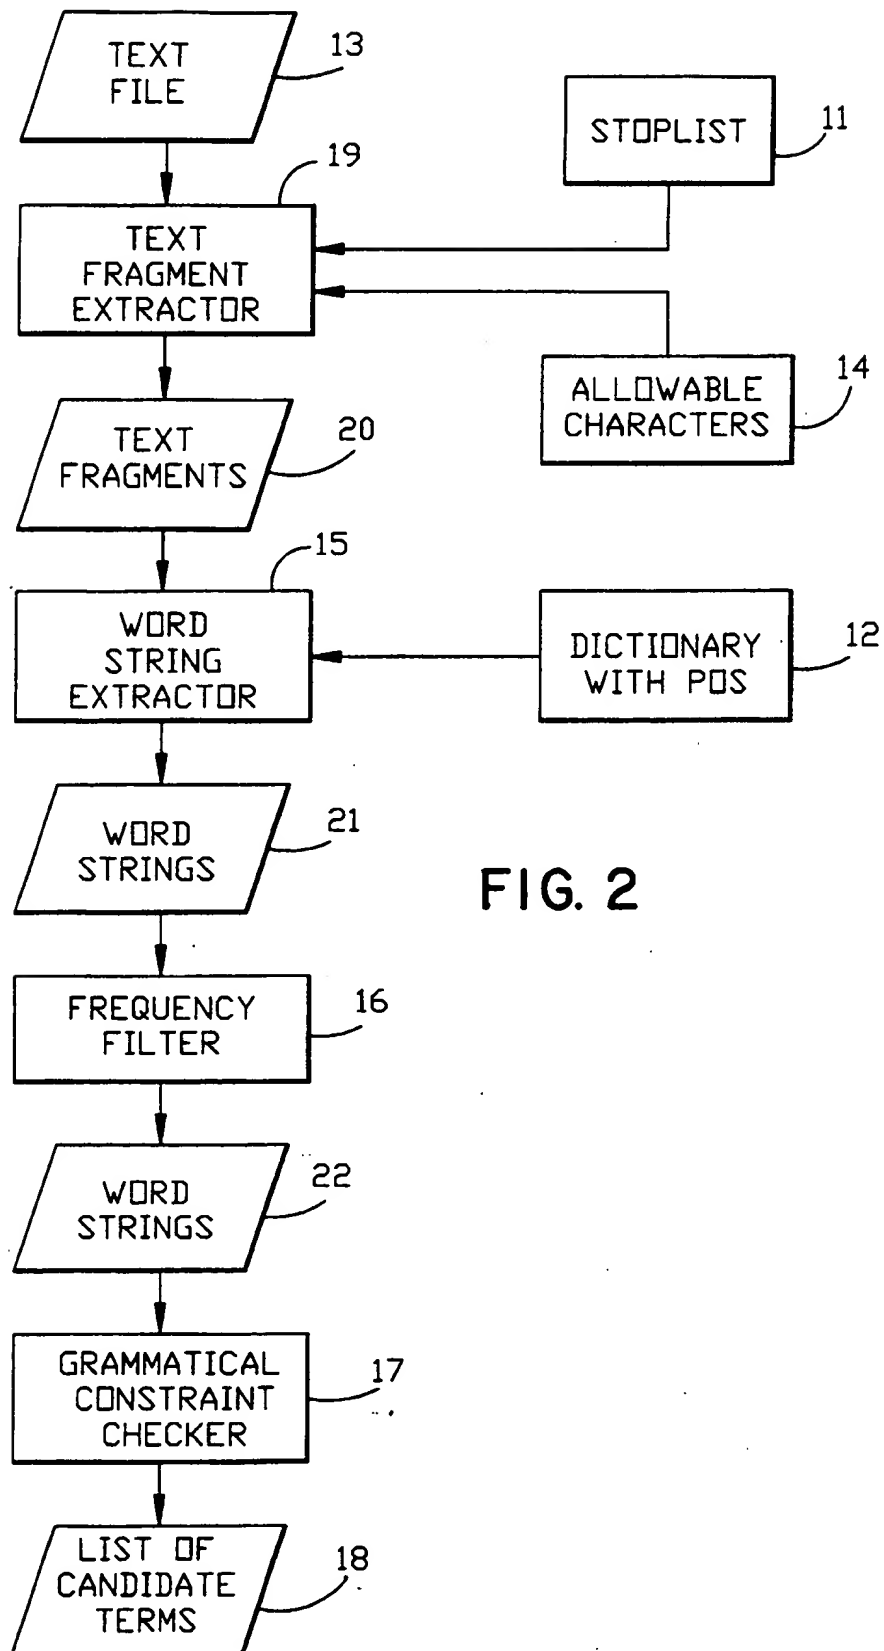 TEXT
FILE
13
STOPLIST
11
19
TEXT
FRAGMENT
EXTRACTOR
ALLOWABLE
CHARACTERS
14
TEXT
FRAGMENTS
20
15
WORD
STRING
EXTRACTOR
DICTIONARY
WITH POS
12
WORD
STRINGS
21
FIG. 2
FREQUENCY
FILTER
16
WORD
STRINGS
22
GRAMMATICAL
CONSTRAINT
CHECKER
17
LIST OF
CANDIDATE
TERMS
18